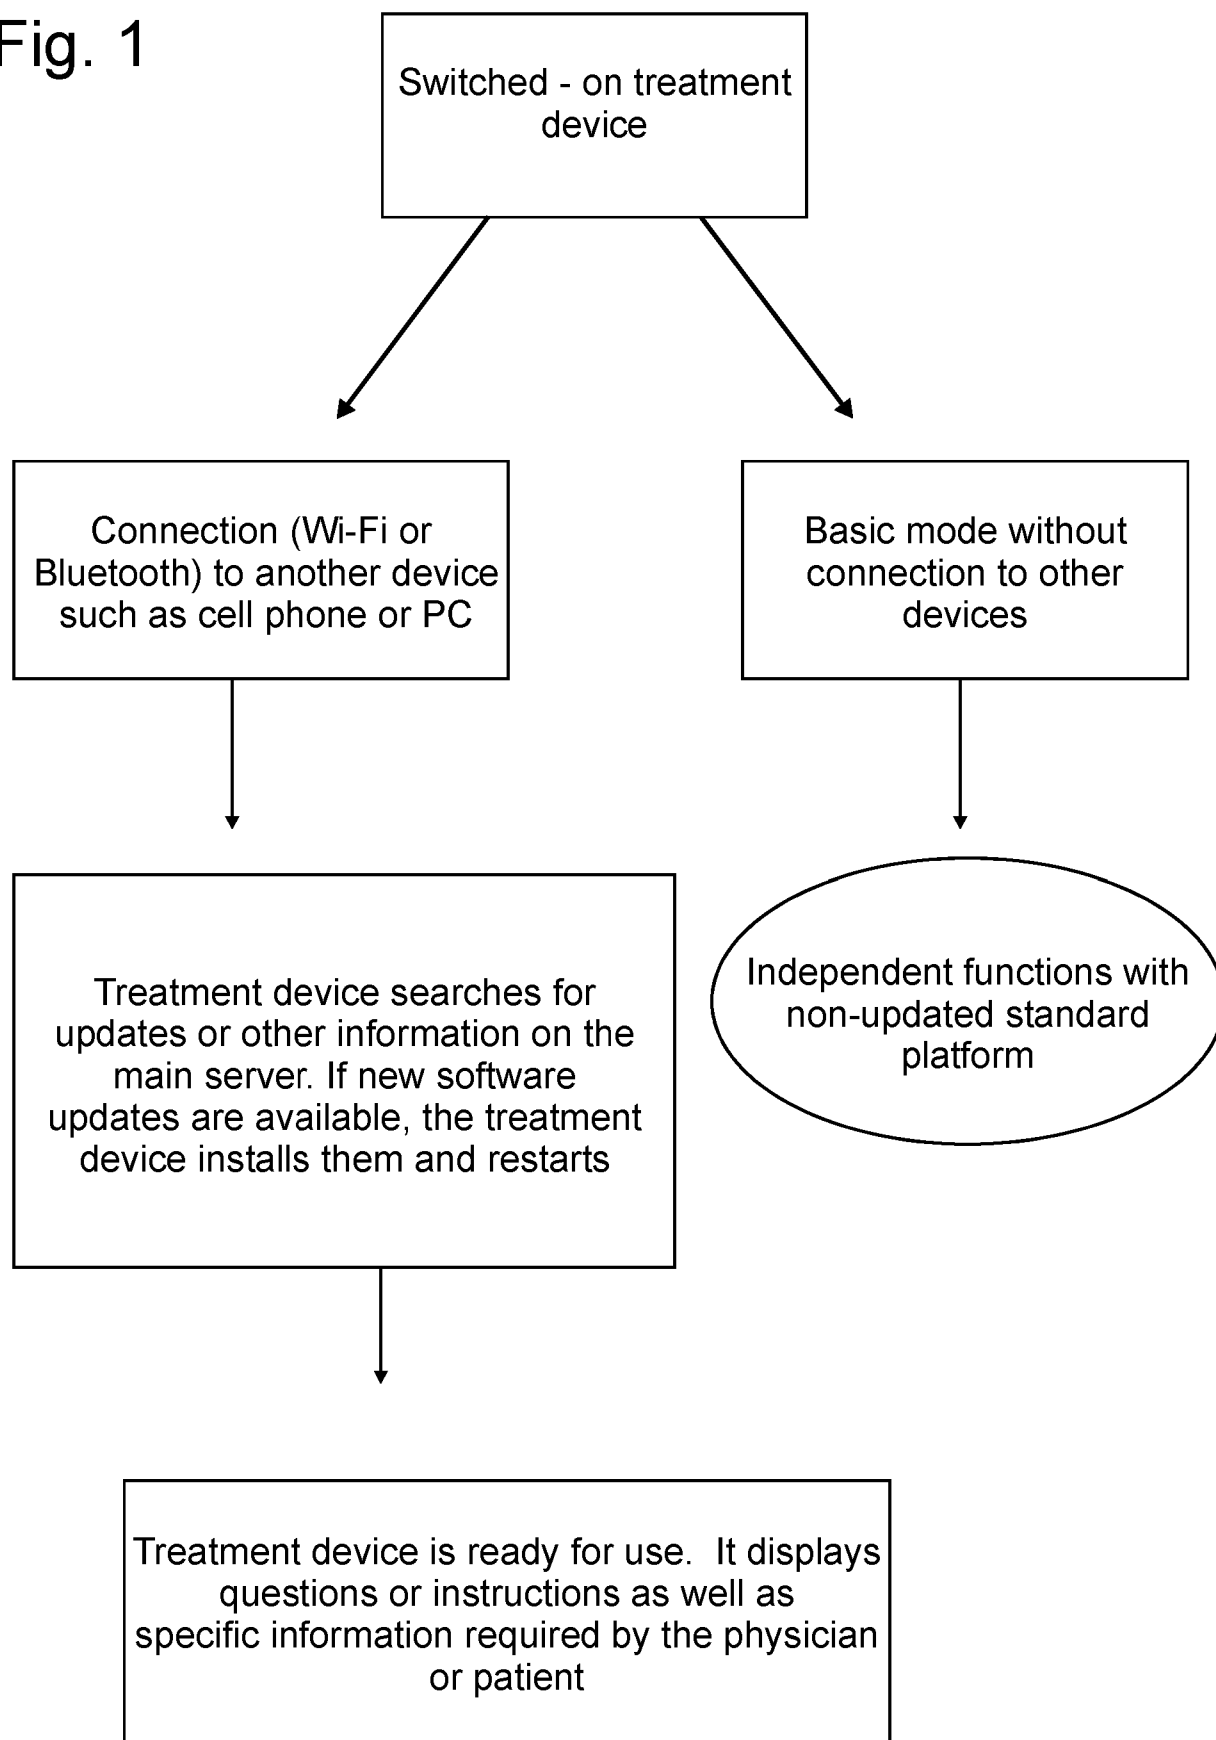 Fig. 1
Switched - on treatment
device
Connection (Wi-Fi or
Bluetooth) to another device
such as cell phone or PC
Basic mode without
connection to other
devices
Treatment device searches for
updates or other information on the
main server. If new software
updates are available, the treatment
device installs them and restarts
Independent functions with
non-updated standard
platform
Treatment device is ready for use.  It displays
questions or instructions as well as
specific information required by the physician
or patient